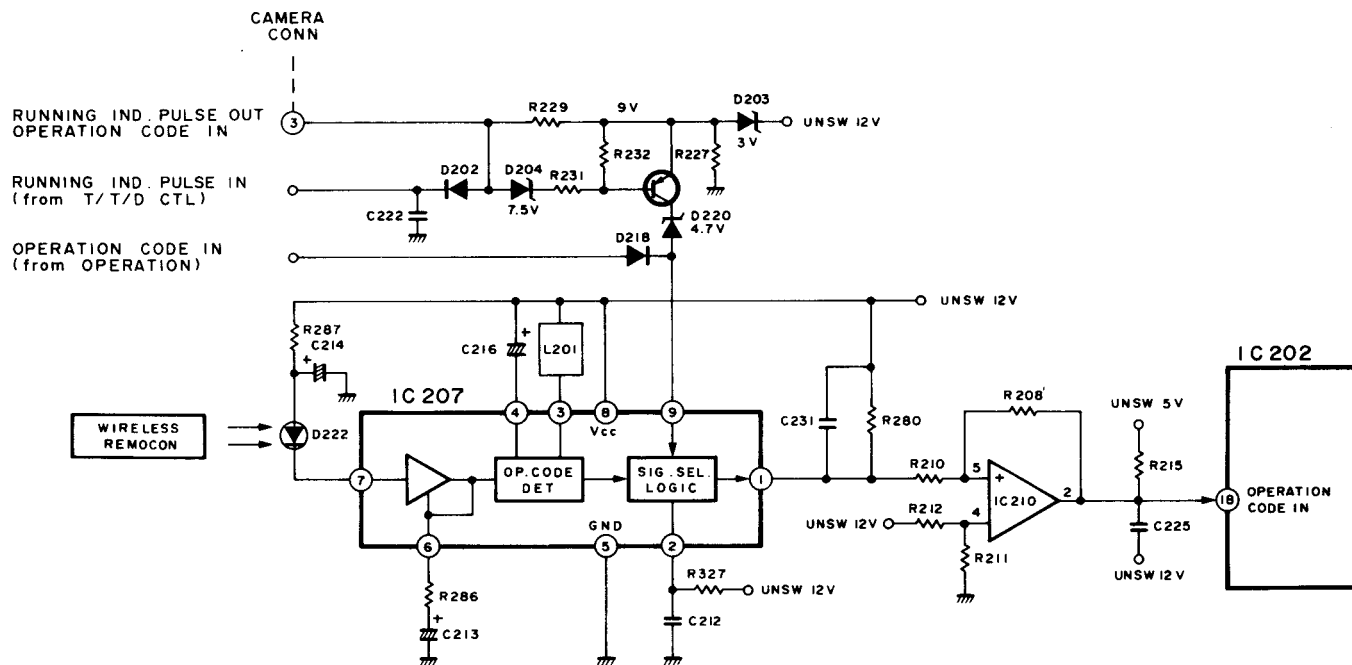 CAMERA
CONN
RUNNING IND. PULSE OUT
OPERATION CODE IN
3
R229
9V
D203
3V
UNSW 12V
R232
R227
RUNNING IND. PULSE IN
(from T/T/D CTL)
D202
D204
7.5V
R231
C222
D220
4.7V
OPERATION CODE IN
(from OPERATION)
D218
UNSW 12V
R287
C214
+
C216
+
L201
IC207
4
3
8
9
Vcc
WIRELESS
REMOCON
D222
7
OP. CODE
DET
SIG. SEL.
LOGIC
1
GND
6
5
2
R286
+
C213
R327
UNSW 12V
C212
C231
R280
R208
R210
5
+
IC210
2
4
R212
UNSW 12V
R211
UNSW 5V
R215
C225
UNSW 12V
IC202
18
OPERATION
CODE IN